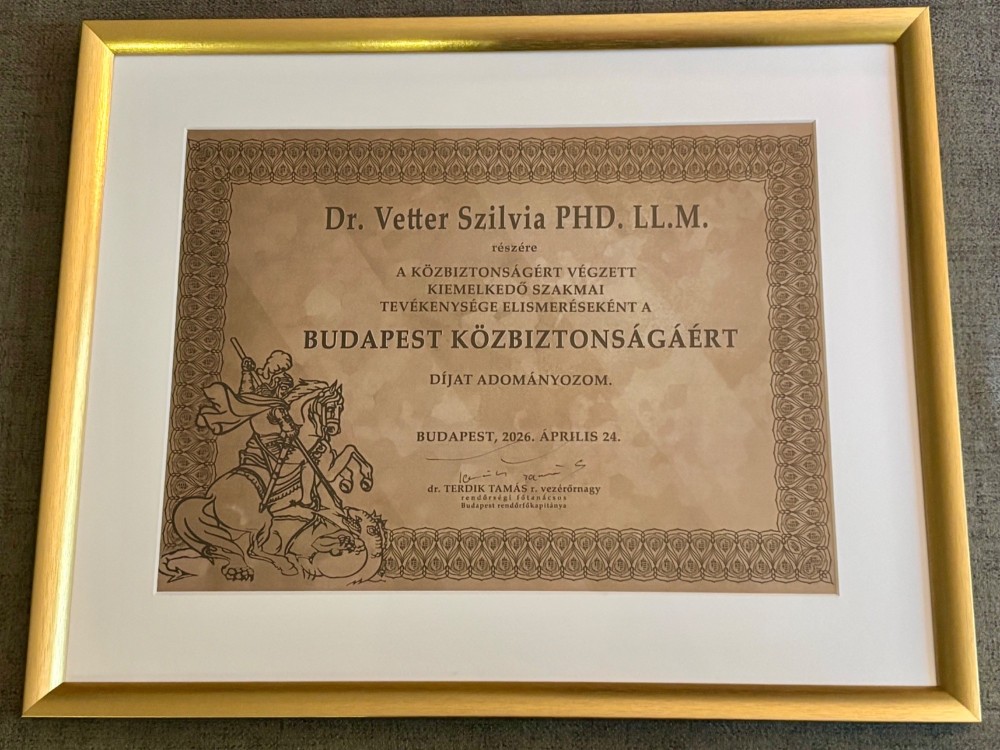 Dr. Vetter Szilvia PHD. LL.M.
részére
A KÖZBIZTONSÁGÉRT VÉGZETT
KIEMELKEDŐ SZAKMAI
TEVÉKENYSÉGE ELISMERÉSEKÉNT A
BUDAPEST KÖZBIZTONSÁGÁÉRT
DÍJAT ADOMÁNYOZOM.
BUDAPEST, 2026. ÁPRILIS 24.
dr. TERDIK TAMÁS r. vezérőrnagy
rendőrségi főtanácsos
Budapest rendőrfőkapitánya